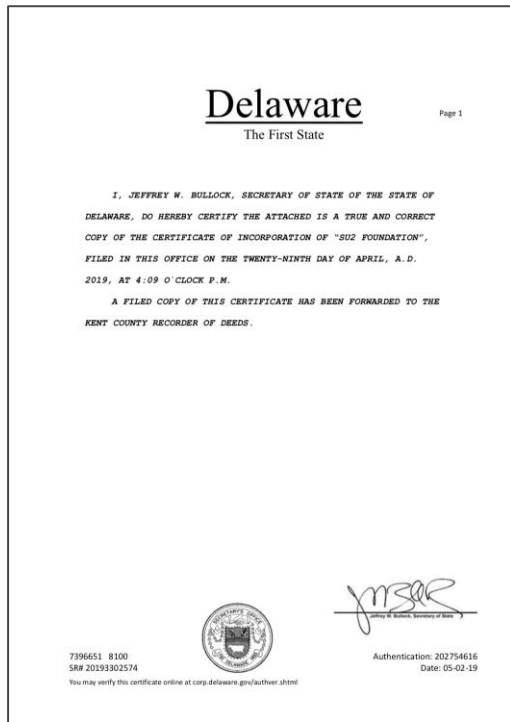 Delaware
Page 1
The First State
I, JEFFREY W. BULLOCK, SECRETARY OF STATE OF THE STATE OF
DELAWARE, DO HEREBY CERTIFY THE ATTACHED IS A TRUE AND CORRECT
COPY OF THE CERTIFICATE OF INCORPORATION OF "SU2 FOUNDATION",
FILED IN THIS OFFICE ON THE TWENTY-NINTH DAY OF APRIL, A.D.
2019, AT 4:09 O`CLOCK P.M.
A FILED COPY OF THIS CERTIFICATE HAS BEEN FORWARDED TO THE
KENT COUNTY RECORDER OF DEEDS.
Jeffrey W. Bullock, Secretary of State
SECRETARY'S OFFICE
7396651 8100
SR# 20193302574
Authentication: 202754616
Date: 05-02-19
You may verify this certificate online at corp.delaware.gov/authver.shtml